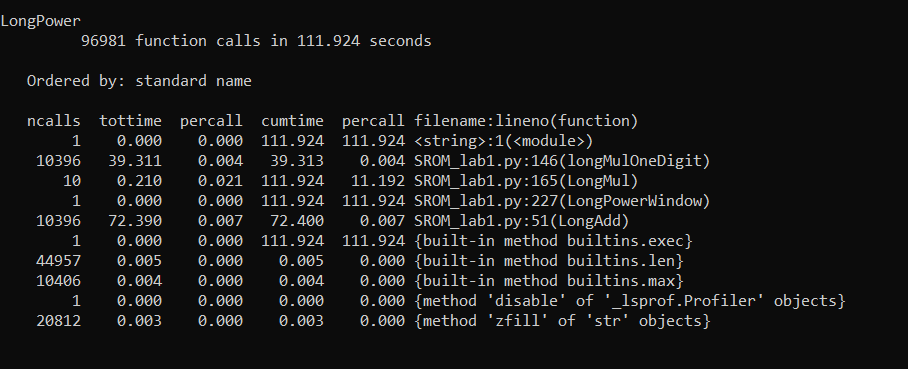 LongPower
         96981 function calls in 111.924 seconds

   Ordered by: standard name

   ncalls  tottime  percall  cumtime  percall filename:lineno(function)
        1    0.000    0.000  111.924  111.924 <string>:1(<module>)
    10396   39.311    0.004   39.313    0.004 SROM_lab1.py:146(longMulOneDigit)
       10    0.210    0.021  111.924   11.192 SROM_lab1.py:165(LongMul)
        1    0.000    0.000  111.924  111.924 SROM_lab1.py:227(LongPowerWindow)
    10396   72.390    0.007   72.400    0.007 SROM_lab1.py:51(LongAdd)
        1    0.000    0.000  111.924  111.924 {built-in method builtins.exec}
    44957    0.005    0.000    0.005    0.000 {built-in method builtins.len}
    10406    0.004    0.000    0.004    0.000 {built-in method builtins.max}
        1    0.000    0.000    0.000    0.000 {method 'disable' of '_lsprof.Profiler' objects}
    20812    0.003    0.000    0.003    0.000 {method 'zfill' of 'str' objects}